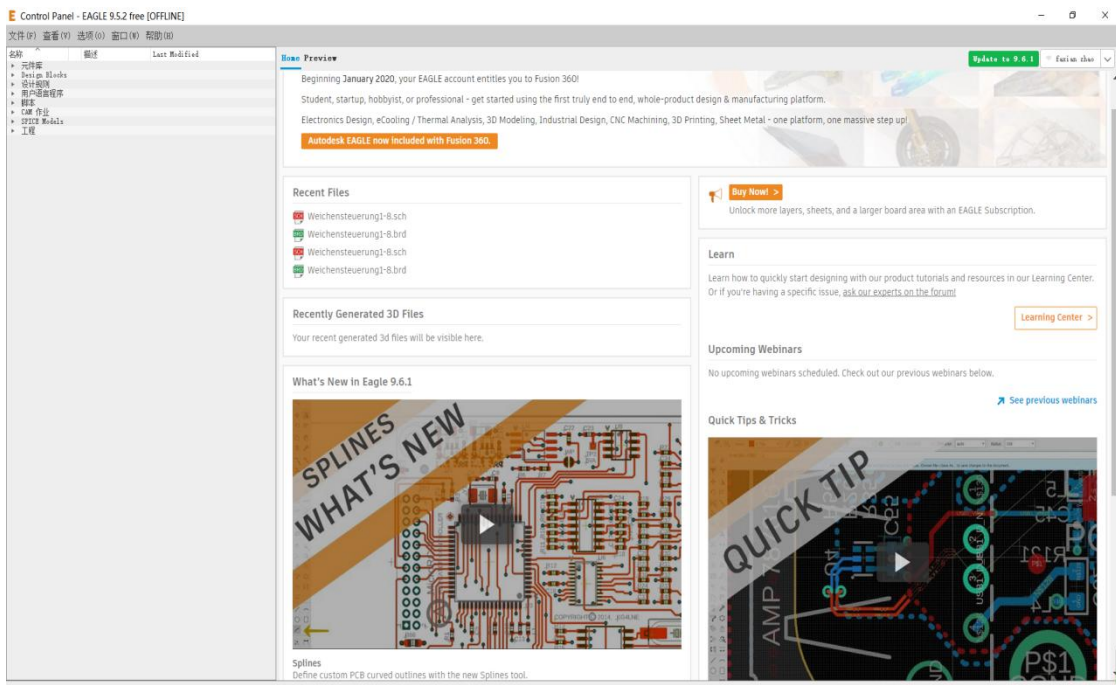 Control Panel - EAGLE 9.5.2 free [OFFLINE]
文件(F) 查看(V) 选项(o) 窗口(W) 帮助(H)
名称 描述 Last Modified
元件库
Design Blocks
设计规则
用户语言程序
脚本
CAM 作业
SPICE Models
工程
Home Preview
Update to 9.6.1
fuxian zhao
Beginning January 2020, your EAGLE account entitles you to Fusion 360!
Student, startup, hobbyist, or professional - get started using the first truly end to end, whole-product design & manufacturing platform.
Electronics Design, eCooling / Thermal Analysis, 3D Modeling, Industrial Design, CNC Machining, 3D Printing, Sheet Metal - one platform, one massive step up!
Autodesk EAGLE now included with Fusion 360.
Recent Files
Weichensteuerung1-8.sch
Weichensteuerung1-8.brd
Weichensteuerung1-8.sch
Weichensteuerung1-8.brd
Recently Generated 3D Files
Your recent generated 3d files will be visible here.
What's New in Eagle 9.6.1
SPLINES
WHAT'S NEW
Splines
Define custom PCB curved outlines with the new Splines tool.
Buy Now! >
Unlock more layers, sheets, and a larger board area with an EAGLE Subscription.
Learn
Learn how to quickly start designing with our product tutorials and resources in our Learning Center.
Or if you're having a specific issue, ask our experts on the forum!
Learning Center >
Upcoming Webinars
No upcoming webinars scheduled. Check out our previous webinars below.
See previous webinars
Quick Tips & Tricks
QUICK TIP
AMP
P$1